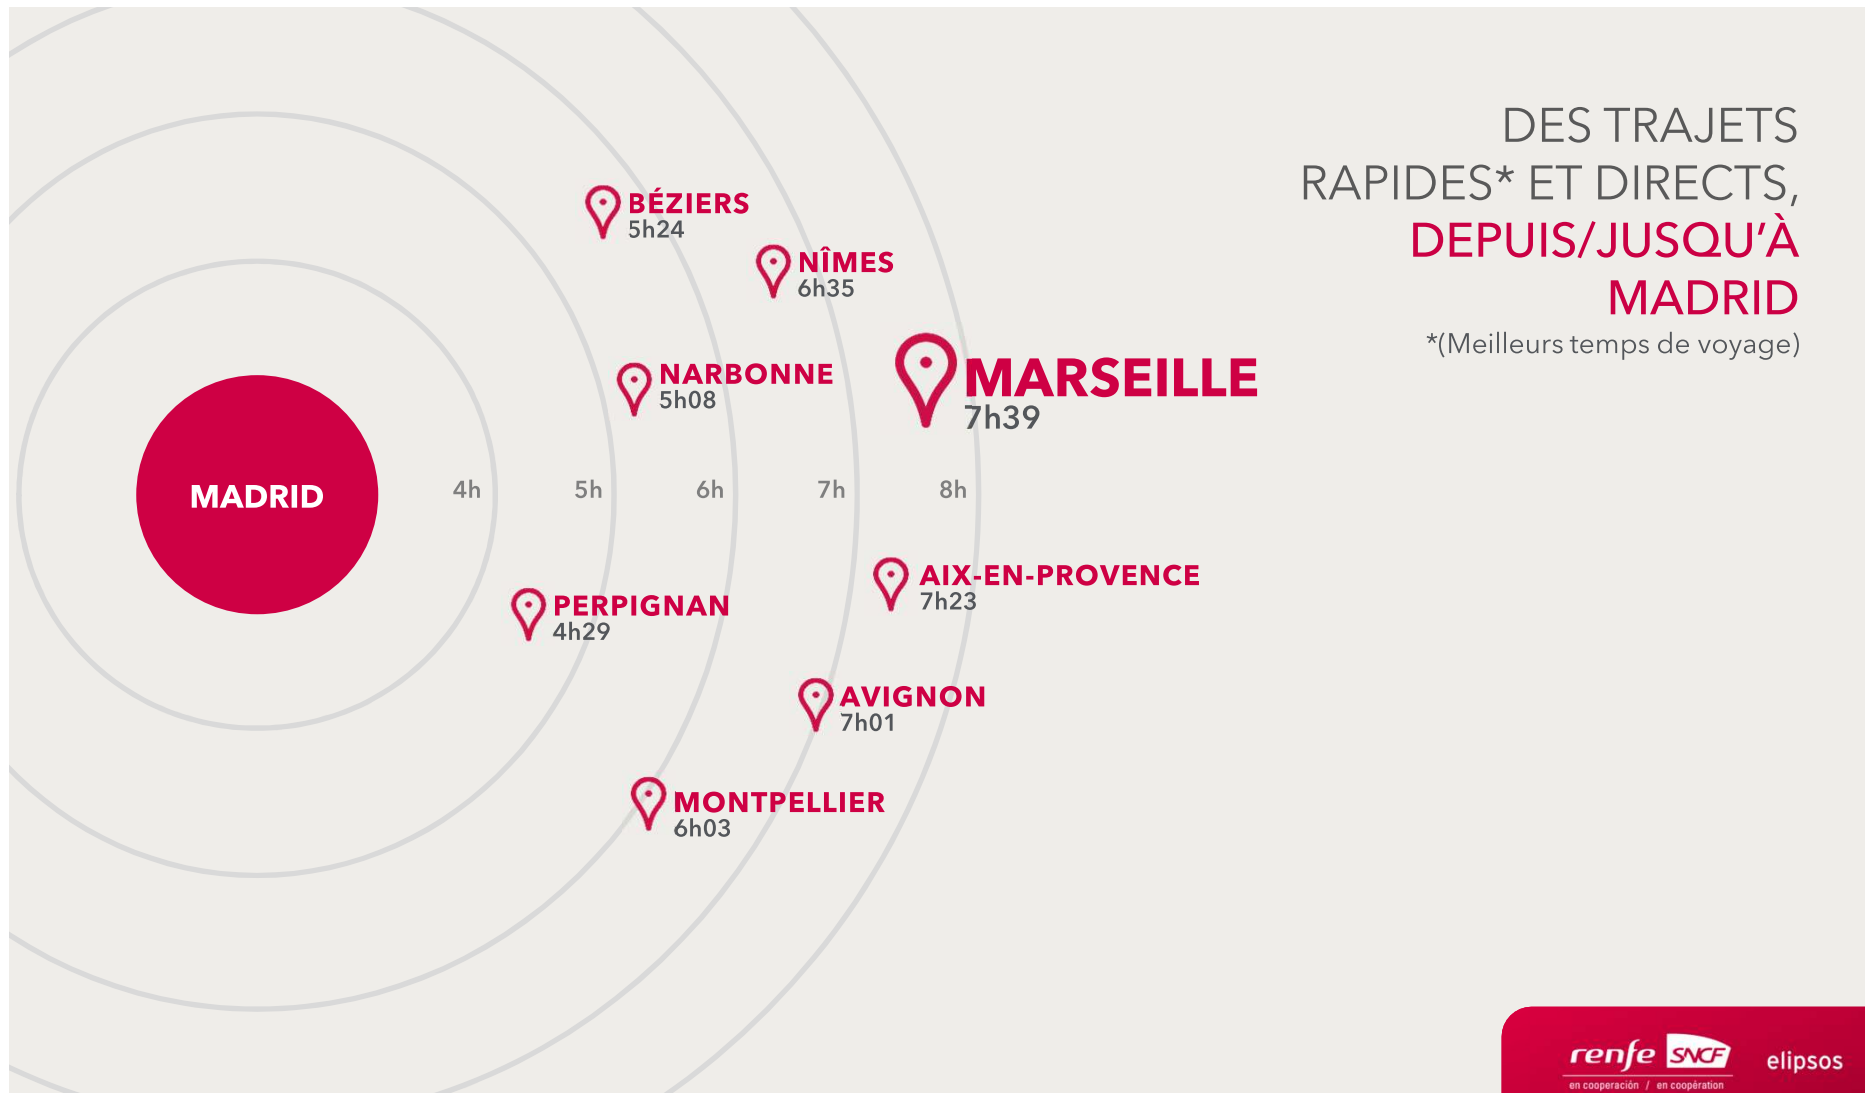 DES TRAJETS
RAPIDES* ET DIRECTS,
DEPUIS/JUSQU'À
MADRID
*(Meilleurs temps de voyage)
BÉZIERS
5h24
NÎMES
6h35
NARBONNE
5h08
MARSEILLE
7h39
MADRID
4h
5h
6h
7h
8h
AIX-EN-PROVENCE
7h23
PERPIGNAN
4h29
AVIGNON
7h01
MONTPELLIER
6h03
renfe SNCF elipsos
en cooperación / en coopération